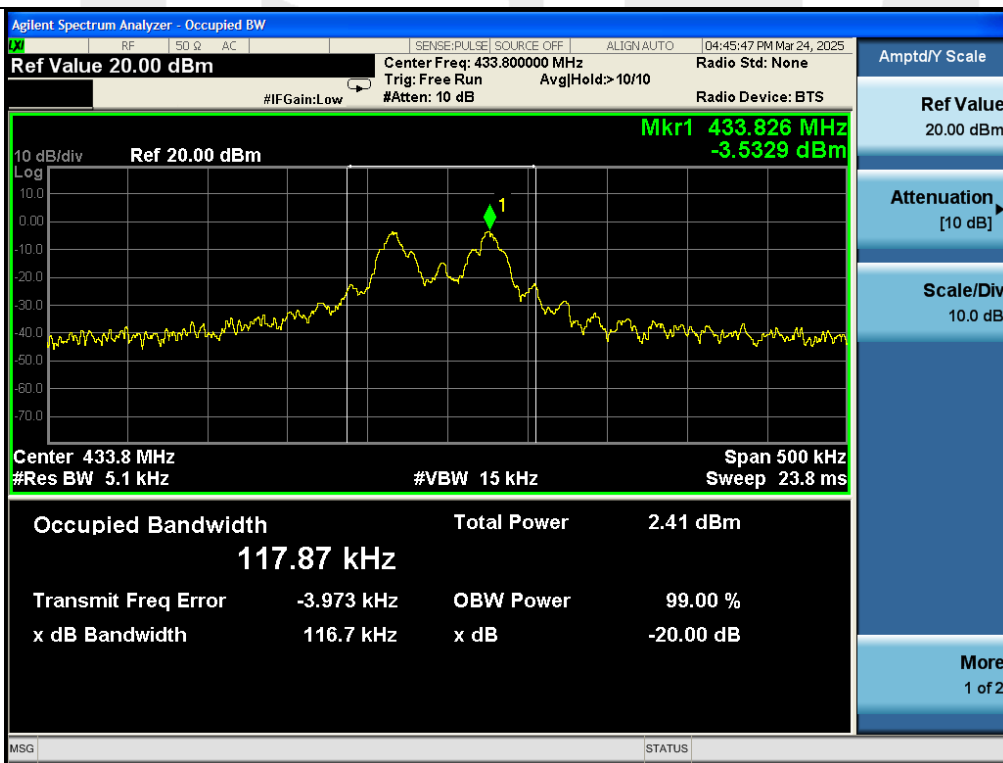 Agilent Spectrum Analyzer - Occupied BW
LXI RF 50 Ω AC SENSE:PULSE SOURCE OFF ALIGN AUTO 04:45:47 PM Mar 24, 2025
Ref Value 20.00 dBm
Center Freq: 433.800000 MHz
Radio Std: None
Trig: Free Run Avg|Hold:> 10/10
#IFGain:Low
#Atten: 10 dB
Radio Device: BTS
Mkr1 433.826 MHz
-3.5329 dBm
10 dB/div Ref 20.00 dBm
Log
10.0
0.00
-10.0
-20.0
-30.0
-40.0
-50.0
-60.0
-70.0
1
Center 433.8 MHz
Span 500 kHz
#Res BW 5.1 kHz
#VBW 15 kHz
Sweep 23.8 ms
Occupied Bandwidth
117.87 kHz
Total Power 2.41 dBm
Transmit Freq Error -3.973 kHz
OBW Power 99.00 %
x dB Bandwidth 116.7 kHz
x dB -20.00 dB
Amptd/Y Scale
Ref Value
20.00 dBm
Attenuation
[10 dB]
Scale/Div
10.0 dB
More
1 of 2
MSG
STATUS